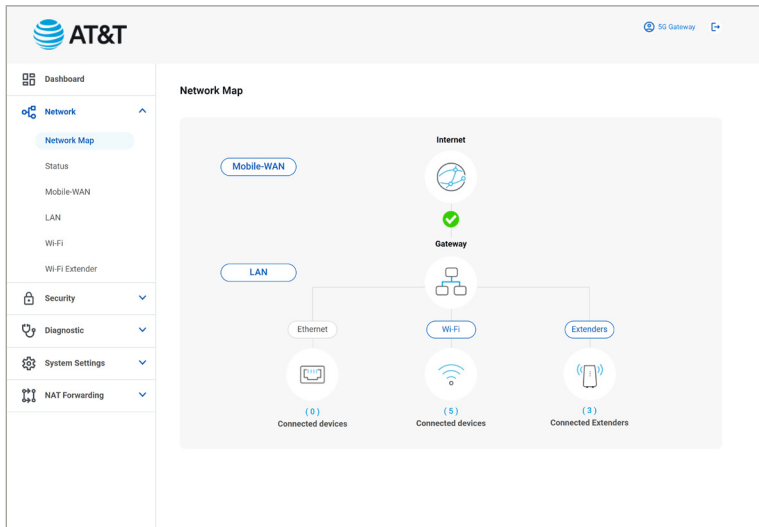 AT&T
5G Gateway
Dashboard
Network
Network Map
Status
Mobile-WAN
LAN
Wi-Fi
Wi-Fi Extender
Security
Diagnostic
System Settings
NAT Forwarding
Network Map
Internet
Mobile-WAN
Gateway
LAN
Ethernet
Wi-Fi
Extenders
( 0 )
Connected devices
( 5 )
Connected devices
( 3 )
Connected Extenders